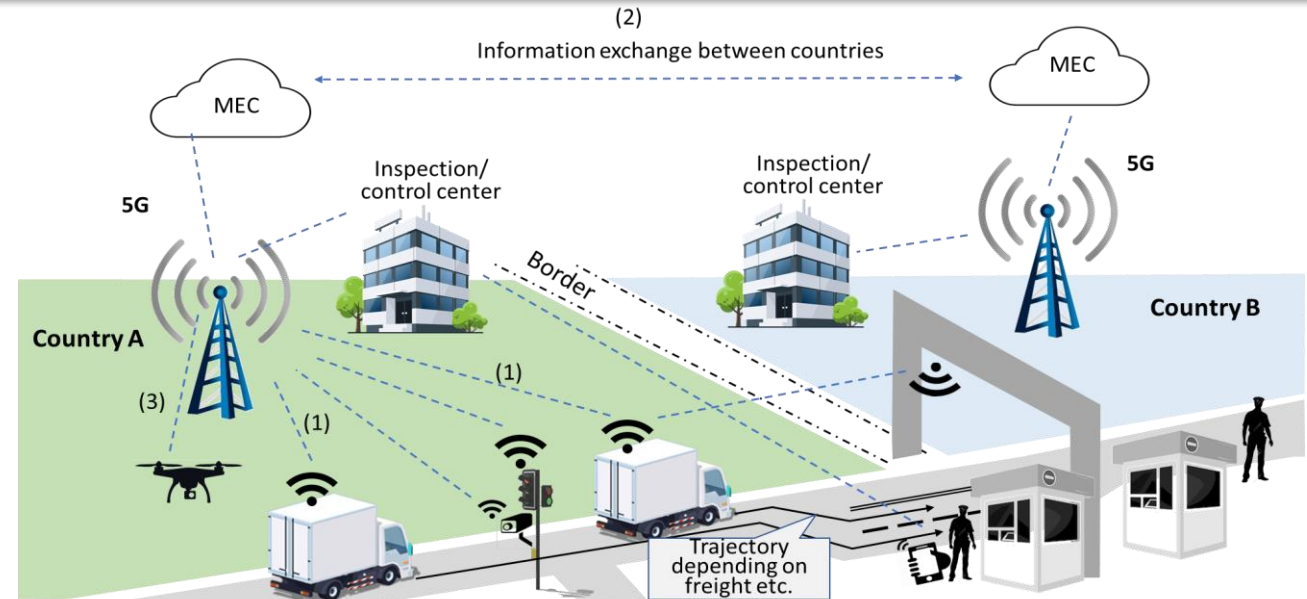 (2)
Information exchange between countries
MEC
MEC
Inspection/
control center
Inspection/
control center
5G
5G
Border
Country A
Country B
(1)
(3)
(1)
Trajectory
depending on
freight etc.